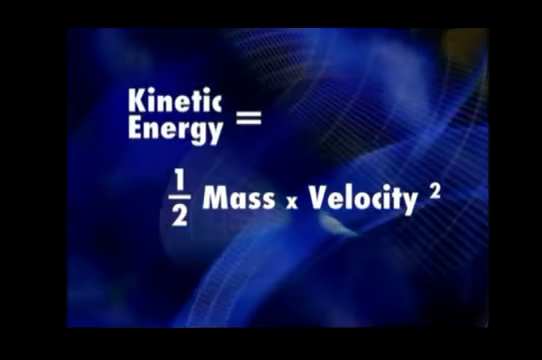 Kinetic
Energy =
1/2 Mass x Velocity ²